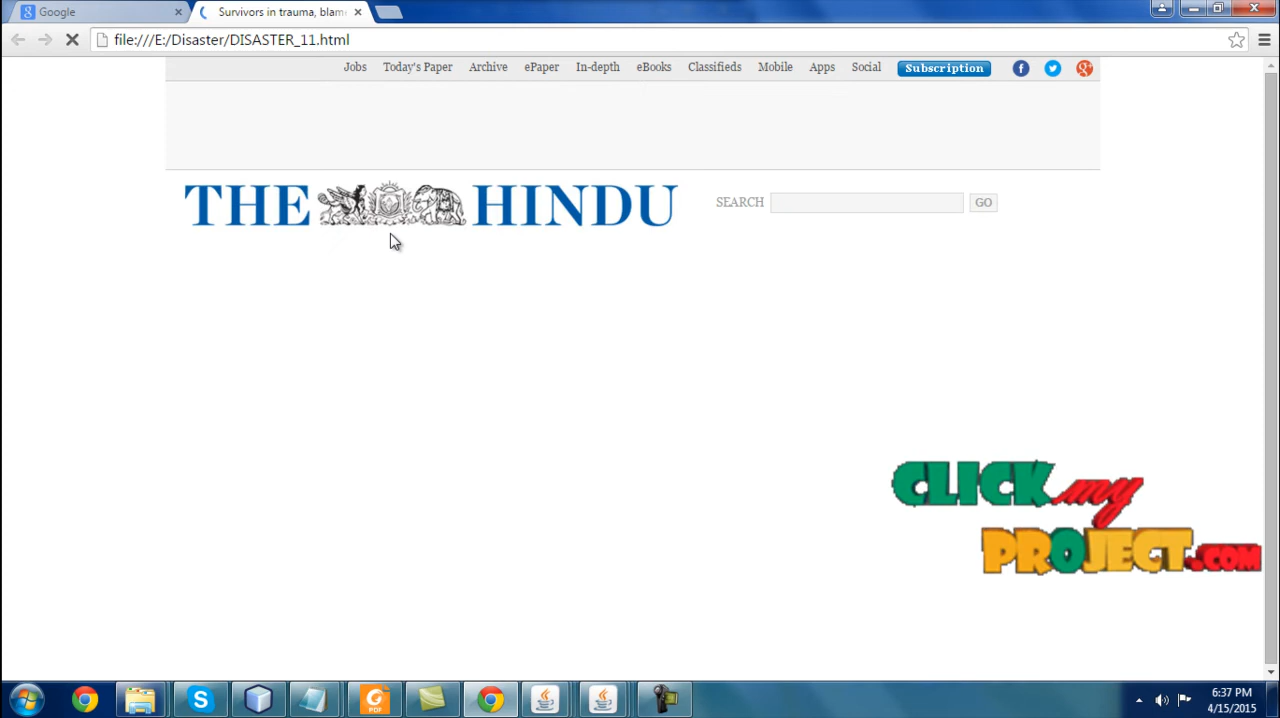 Google
Survivors in trauma, blam
file:///E:/Disaster/DISASTER_11.html
Jobs Today's Paper Archive ePaper In-depth eBooks Classifieds Mobile Apps Social Subscription
THE HINDU
SEARCH GO
CLICK my
PROJECT.COM
PDF
6:37 PM
4/15/2015